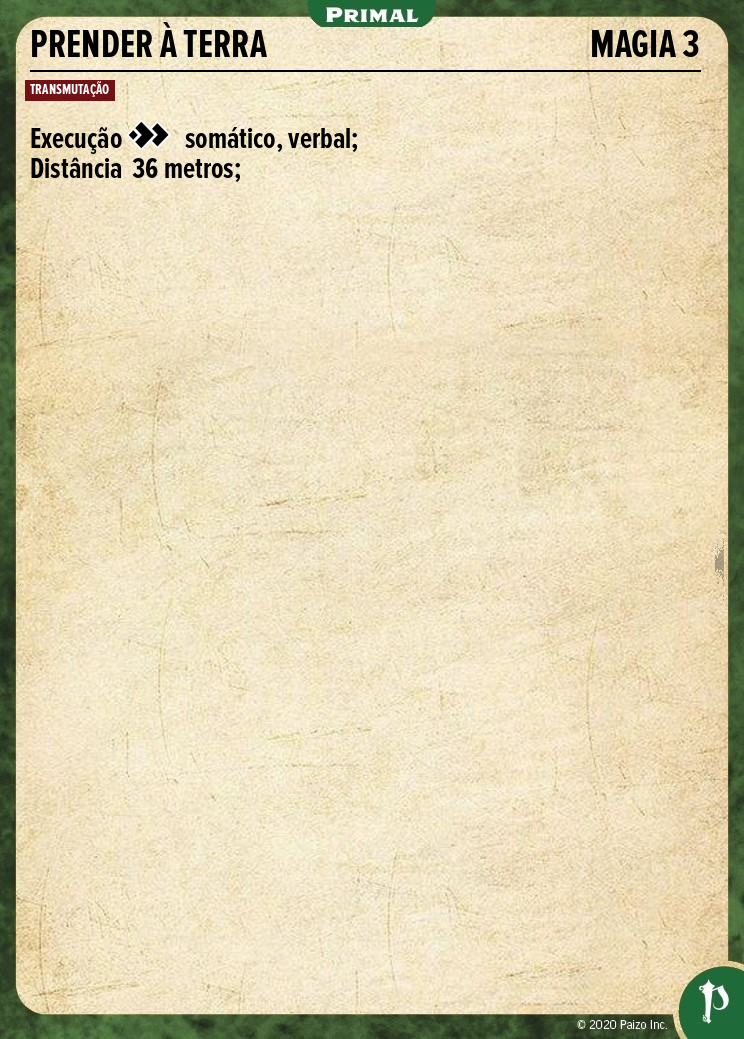 PRIMAL
PRENDER À TERRA MAGIA 3
TRANSMUTAÇÃO
Execução somático, verbal;
Distância 36 metros;
© 2020 Paizo Inc.